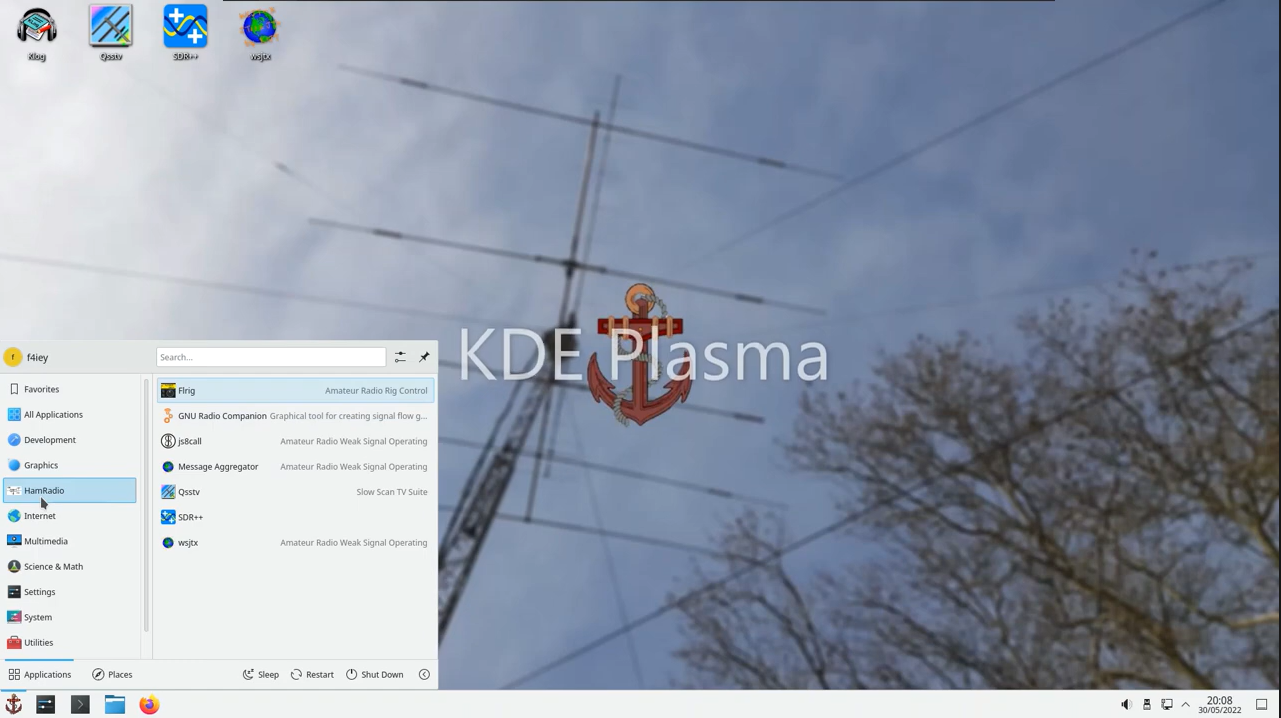 Klog
Qsstv
SDR++
wsjtx
KDE Plasma
f4iey
Search...
Favorites
All Applications
Development
Graphics
HamRadio
Internet
Multimedia
Science & Math
Settings
System
Utilities
Flrig Amateur Radio Rig Control
GNU Radio Companion Graphical tool for creating signal flow g...
js8call Amateur Radio Weak Signal Operating
Message Aggregator Amateur Radio Weak Signal Operating
Qsstv Slow Scan TV Suite
SDR++
wsjtx Amateur Radio Weak Signal Operating
Applications
Places
Sleep
Restart
Shut Down
20:08
30/05/2022